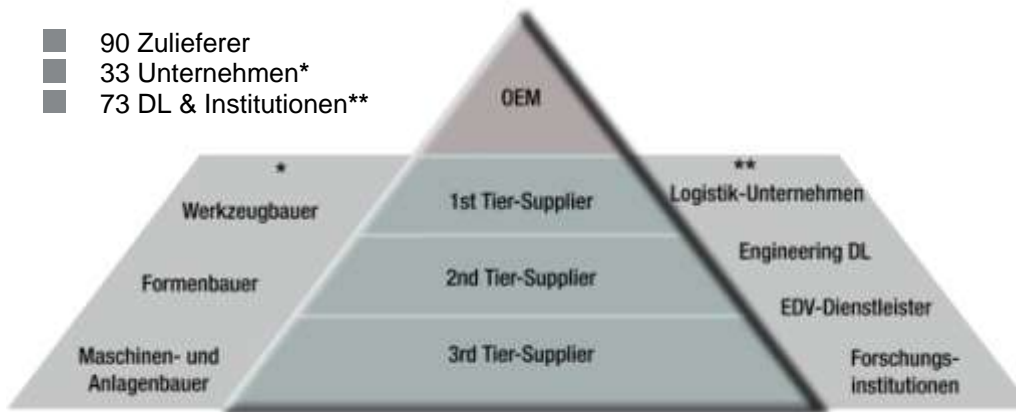 90 Zulieferer
33 Unternehmen*
73 DL & Institutionen**
OEM
*
Werkzeugbauer
Formenbauer
Maschinen- und
Anlagenbauer
1st Tier-Supplier
2nd Tier-Supplier
3rd Tier-Supplier
**
Logistik-Unternehmen
Engineering DL
EDV-Dienstleister
Forschungs-
institutionen